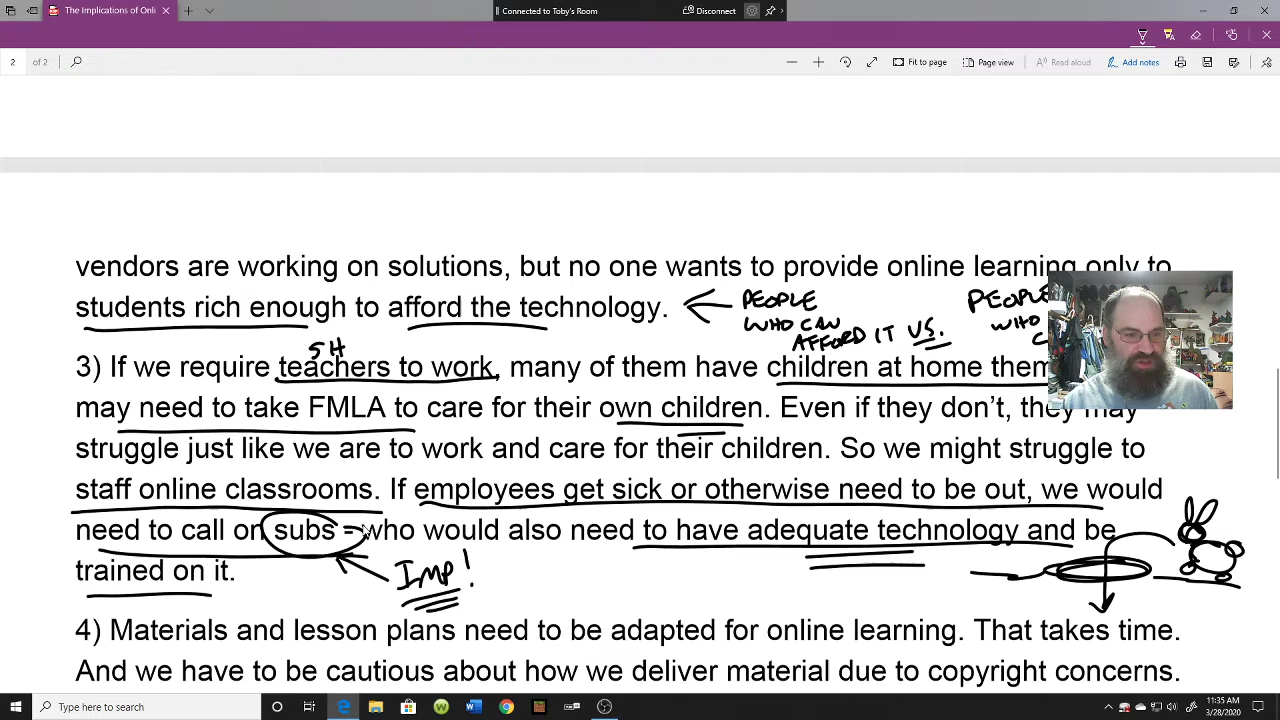 The Implications of Onli
Connected to Toby's Room
Disconnect
2 of 2
Fit to page
Page view
Read aloud
Add notes
vendors are working on solutions, but no one wants to provide online learning only to
students rich enough to afford the technology.
PEOPLE
WHO CAN
AFFORD IT VS.
PEOPLE
WHO
3) If we require teachers to work, many of them have children at home them
may need to take FMLA to care for their own children. Even if they don't, they may
struggle just like we are to work and care for their children. So we might struggle to
staff online classrooms. If employees get sick or otherwise need to be out, we would
need to call on subs – who would also need to have adequate technology and be
trained on it.
IMP!
4) Materials and lesson plans need to be adapted for online learning. That takes time.
And we have to be cautious about how we deliver material due to copyright concerns.
Type here to search
11:35 AM
3/28/2020